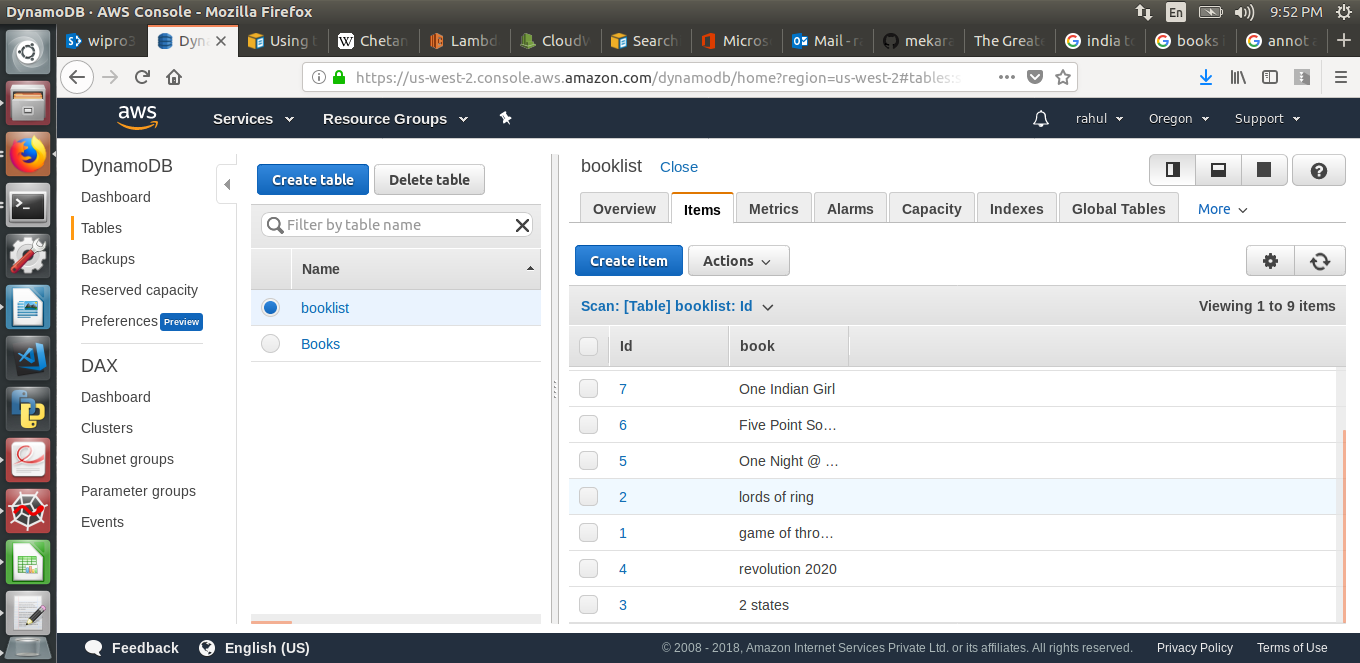 DynamoDB · AWS Console - Mozilla Firefox
En
9:52 PM
wipro3
Dyn
Using t
Chetan
Lambd
CloudW
Search
Micros
Mail - r
mekara
The Greate
india to
books f
annot a
https://us-west-2.console.aws.amazon.com/dynamodb/home?region=us-west-2#tables:s
aws
Services
Resource Groups
rahul
Oregon
Support
DynamoDB
Dashboard
Tables
Backups
Reserved capacity
Preferences Preview
DAX
Dashboard
Clusters
Subnet groups
Parameter groups
Events
Create table
Delete table
Filter by table name
Name
booklist
Books
booklist
Close
Overview
Items
Metrics
Alarms
Capacity
Indexes
Global Tables
More
Create item
Actions
Scan: [Table] booklist: Id
Viewing 1 to 9 items
Id book
7 One Indian Girl
6 Five Point So…
5 One Night @ …
2 lords of ring
1 game of thro…
4 revolution 2020
3 2 states
Feedback
English (US)
© 2008 - 2018, Amazon Internet Services Private Ltd. or its affiliates. All rights reserved.
Privacy Policy
Terms of Use